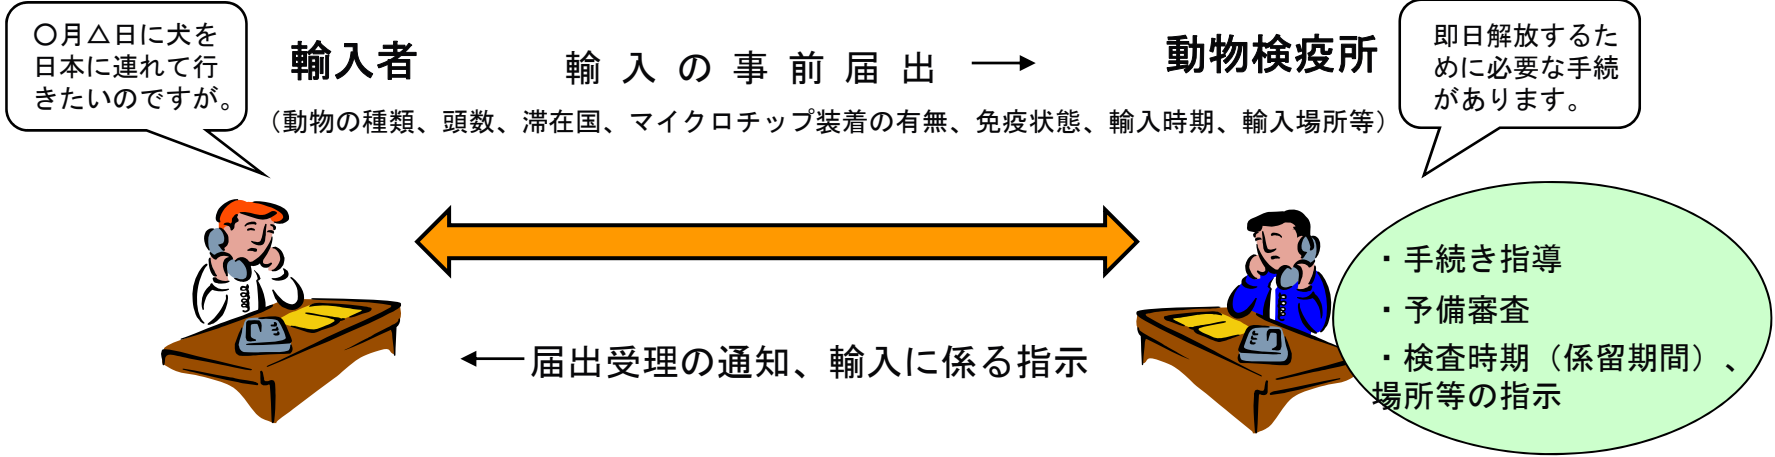 〇月△日に犬を
日本に連れて行
きたいのですが。
輸入者
輸入の事前届出 →
動物検疫所
即日解放するた
めに必要な手続
があります。
（動物の種類、頭数、滞在国、マイクロチップ装着の有無、免疫状態、輸入時期、輸入場所等）
・手続き指導
・予備審査
・検査時期（係留期間）、
場所等の指示
←届出受理の通知、輸入に係る指示